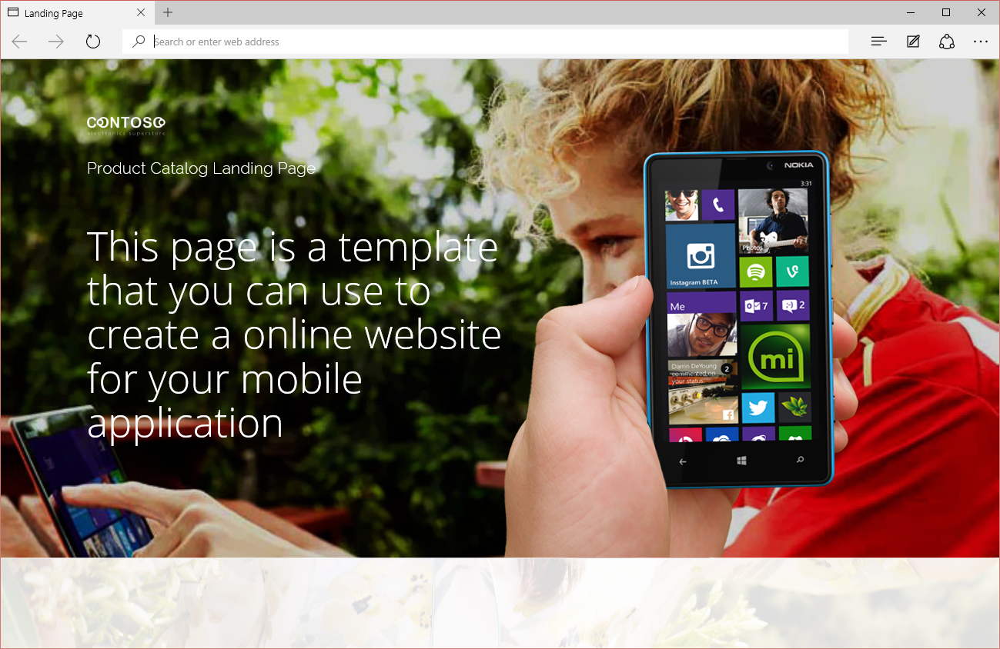 Landing Page
Search or enter web address
CONTOSO
electronics superstore
Product Catalog Landing Page
This page is a template
that you can use to
create a online website
for your mobile
application
NOKIA
3:31
Photos
Instagram BETA
Me
7
2
mi
Darrin DeYoung
commented on
your status.
2